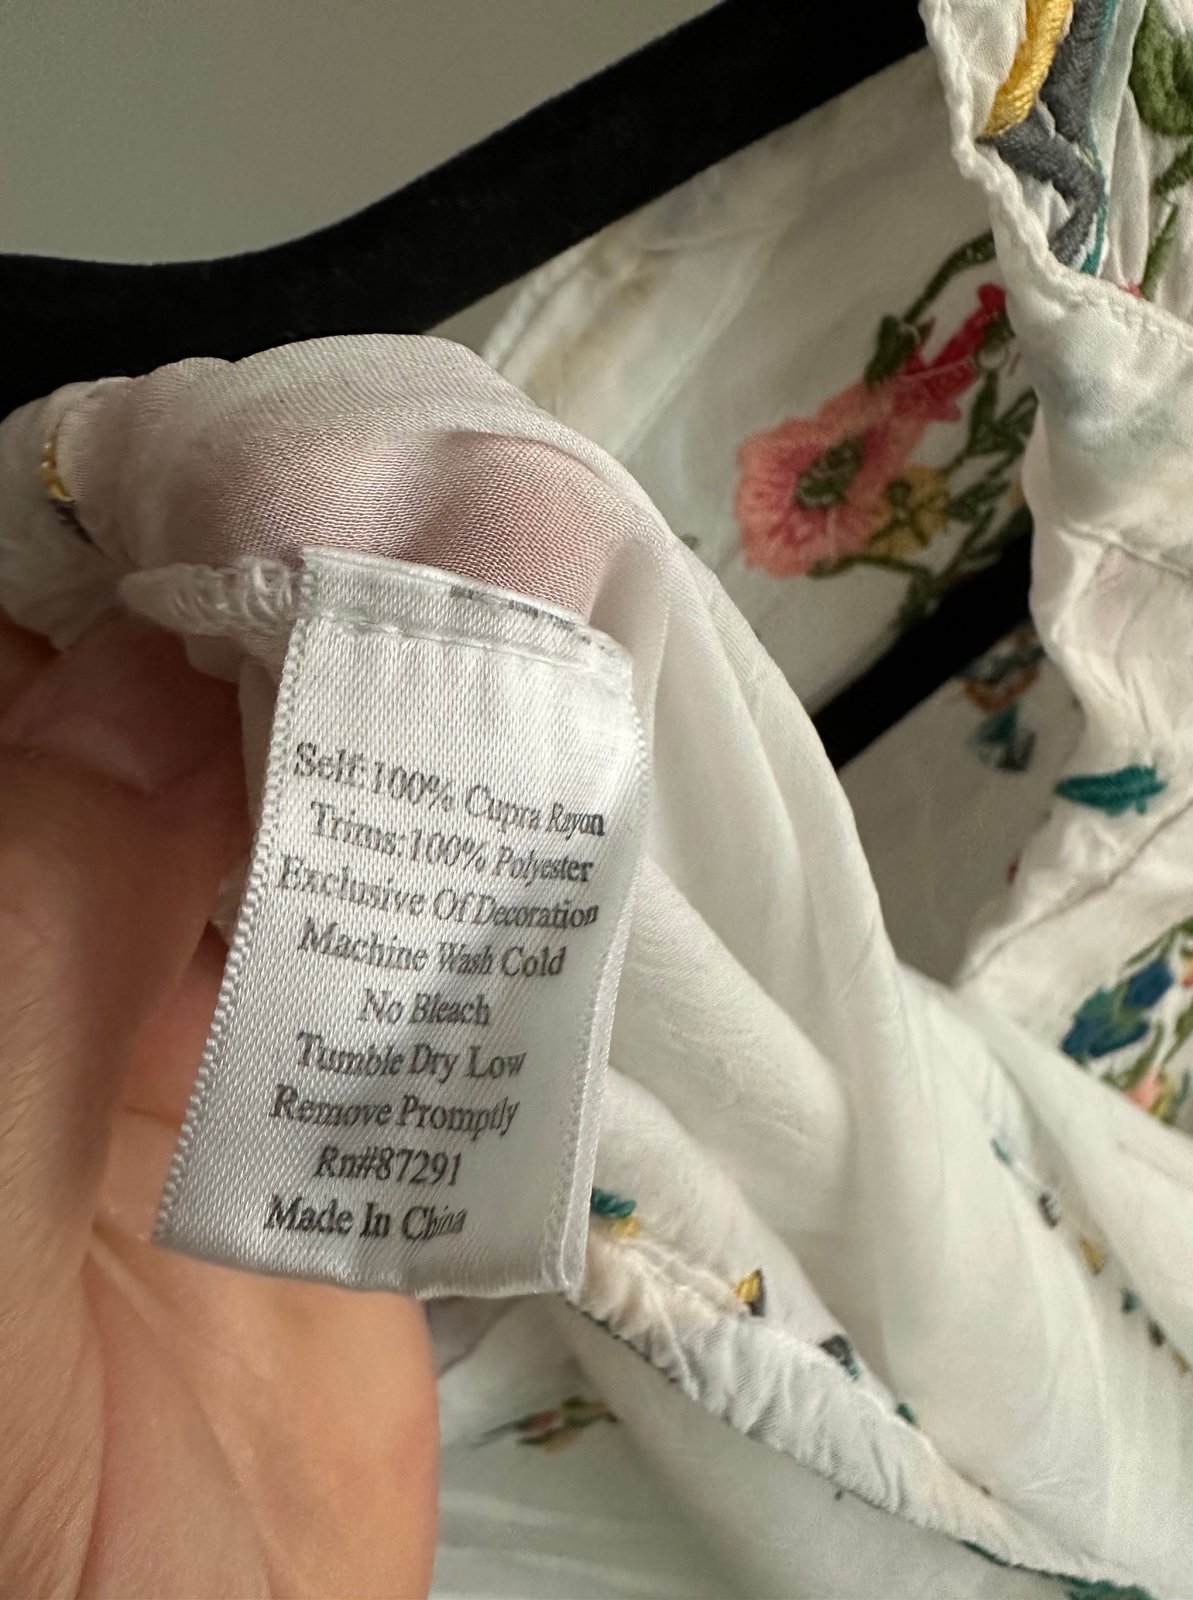 Self:100% Cupra Rayon
Trims:100% Polyester
Exclusive Of Decoration
Machine Wash Cold
No Bleach
Tumble Dry Low
Remove Promptly
Rn#87291
Made In China